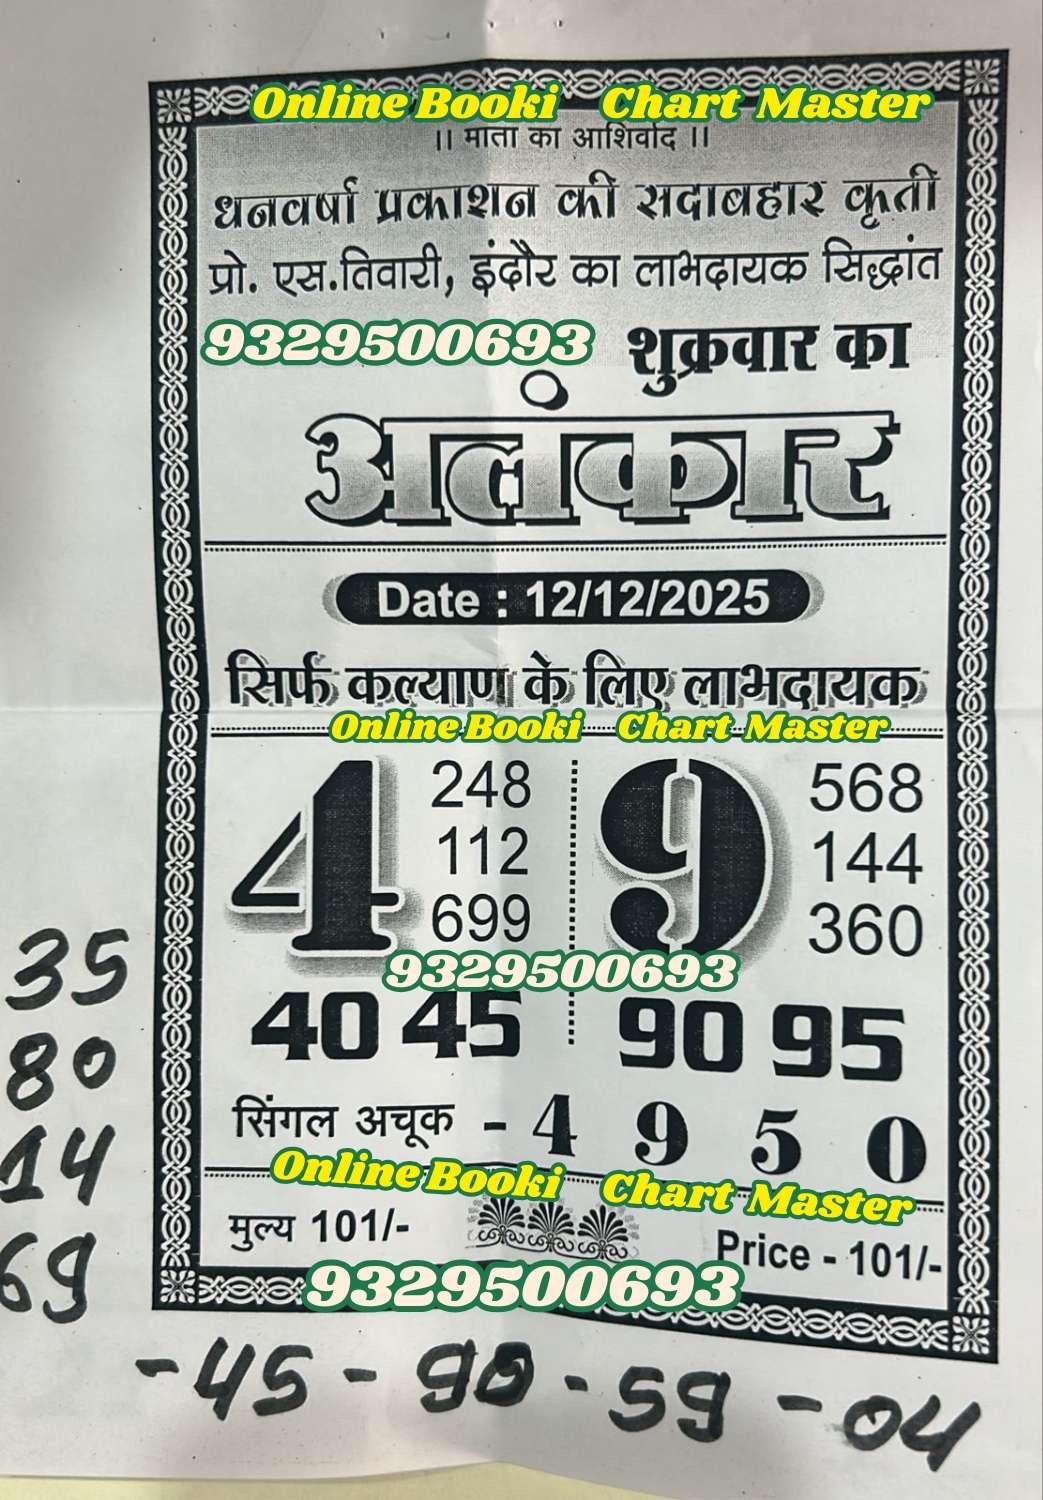 Online Booki Chart Master
।। माता का आशिर्वाद ।।
धनवर्षा प्रकाशन की सदाबहार कृती
प्रो. एस.तिवारी, इंदौर का लाभदायक सिद्धांत
9329500693 शुक्रवार का
अलंकार
Date : 12/12/2025
सिर्फ कल्याण के लिए लाभदायक
Online Booki Chart Master
4 248 9 568
112 144
699 360
35
9329500693
40 45 90 95
80
सिंगल अचूक - 4 9 5 0
14
Online Booki Chart Master
मुल्य 101/- Price - 101/-
69
9329500693
- 45 - 90 - 59 - 04